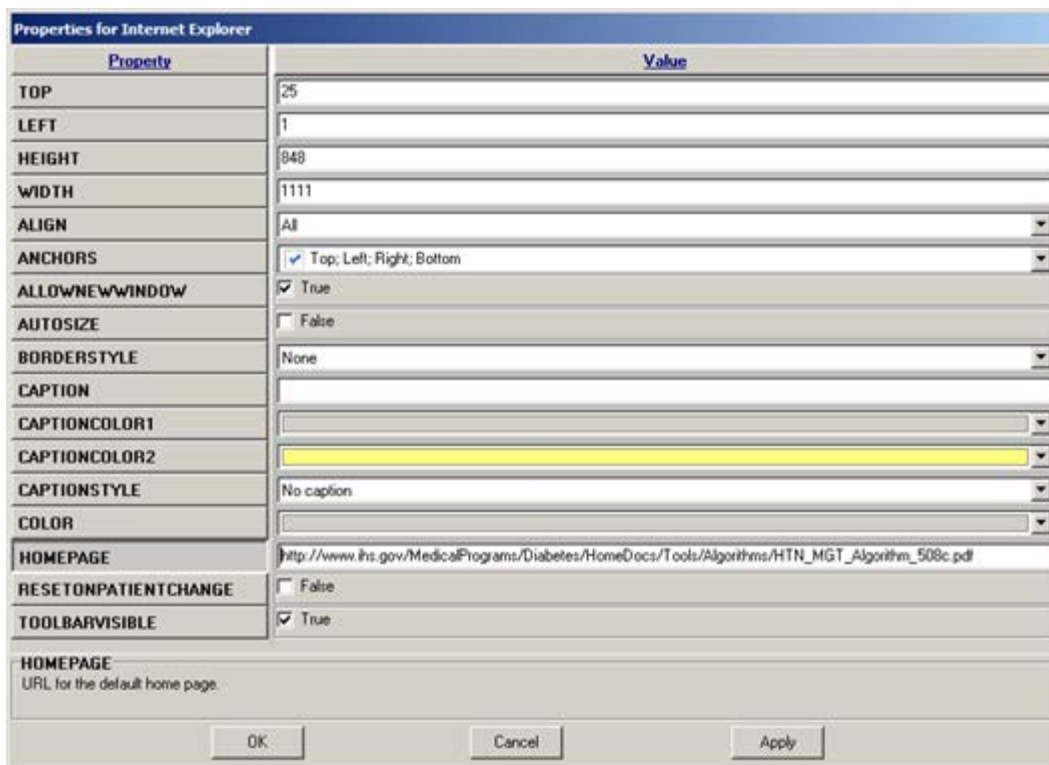 Properties for Internet Explorer
Property Value
TOP 25
LEFT 1
HEIGHT 848
WIDTH 1111
ALIGN All
ANCHORS Top; Left; Right; Bottom
ALLOWNEWWINDOW True
AUTOSIZE False
BORDERSTYLE None
CAPTION
CAPTIONCOLOR1
CAPTIONCOLOR2
CAPTIONSTYLE No caption
COLOR
HOMEPAGE http://www.ihs.gov/MedicalPrograms/Diabetes/HomeDocs/Tools/Algorithms/HTN_MGT_Algorithm_508c.pdf
RESETONPATIENTCHANGE False
TOOLBARVISIBLE True
HOMEPAGE
URL for the default home page.
OK Cancel Apply